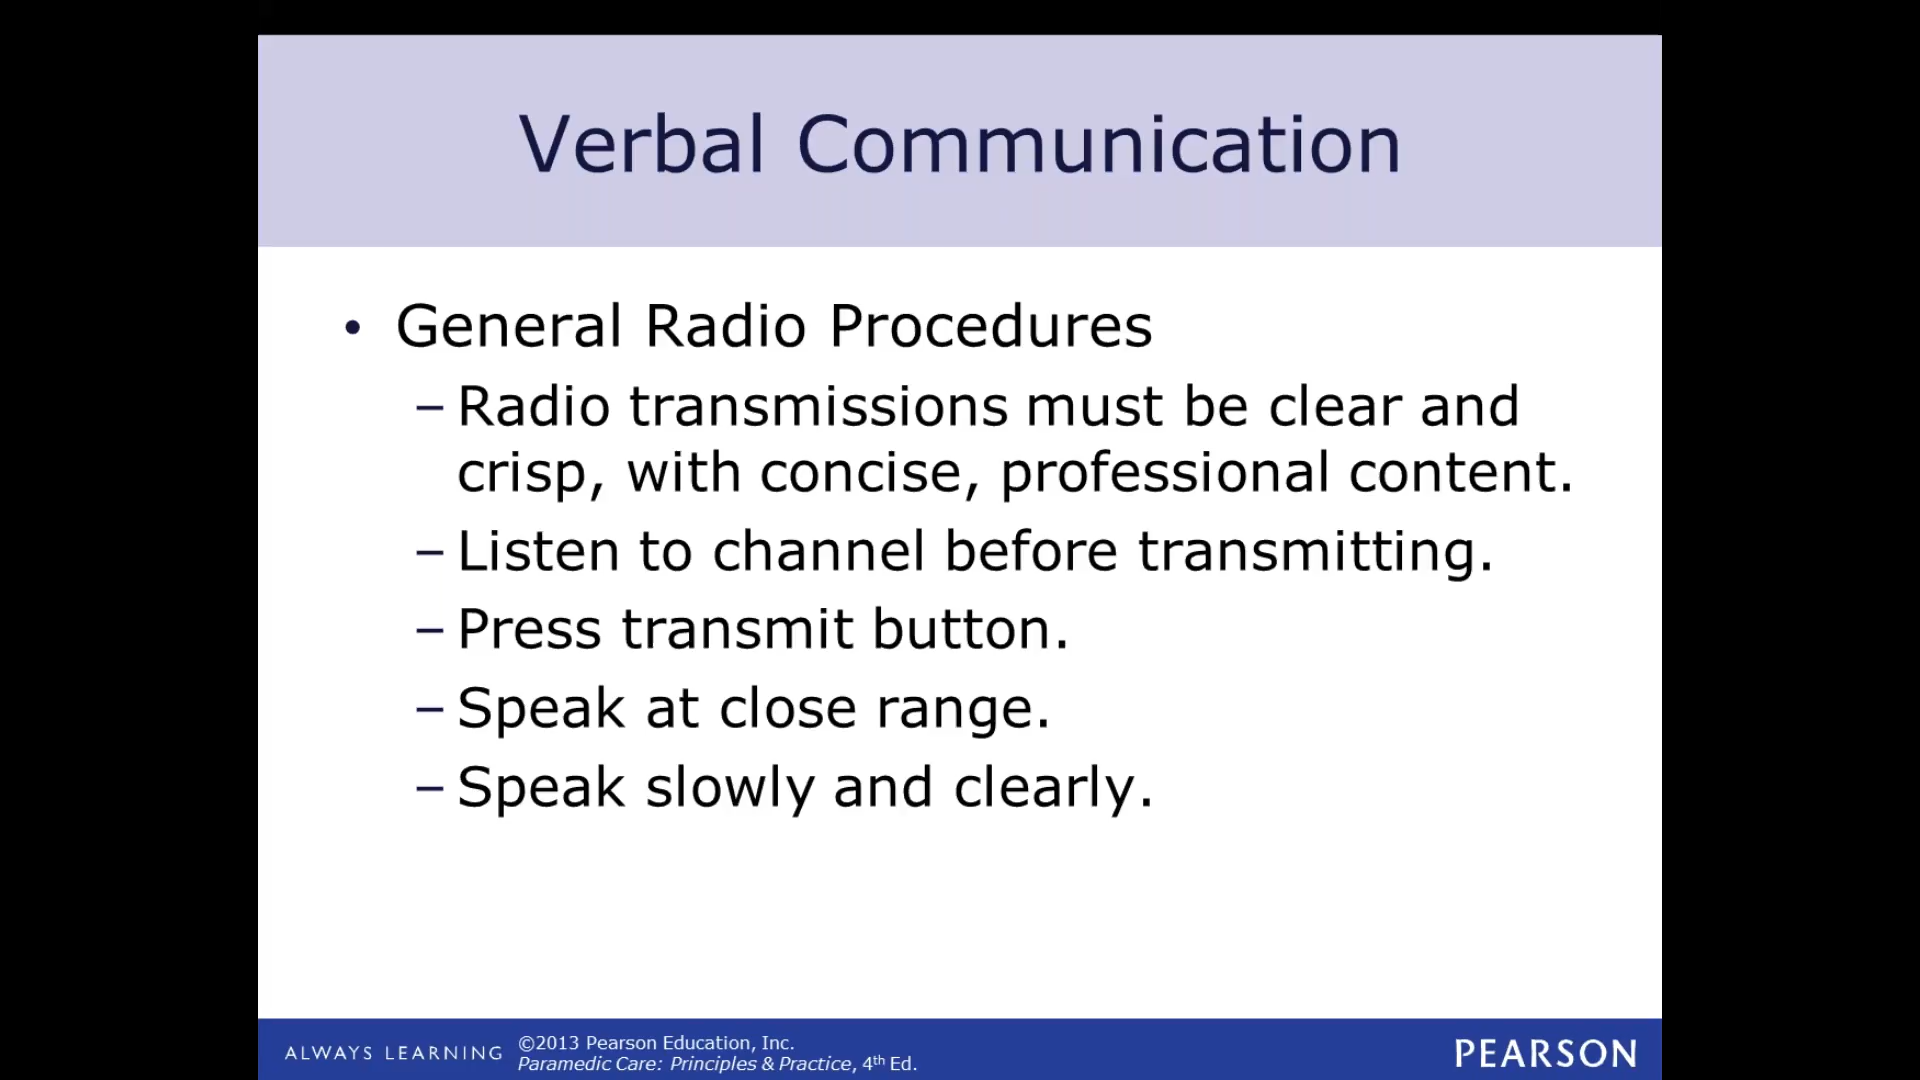 Verbal Communication
• General Radio Procedures
– Radio transmissions must be clear and
crisp, with concise, professional content.
– Listen to channel before transmitting.
– Press transmit button.
– Speak at close range.
– Speak slowly and clearly.
ALWAYS LEARNING
©2013 Pearson Education, Inc.
Paramedic Care: Principles & Practice, 4th Ed.
PEARSON